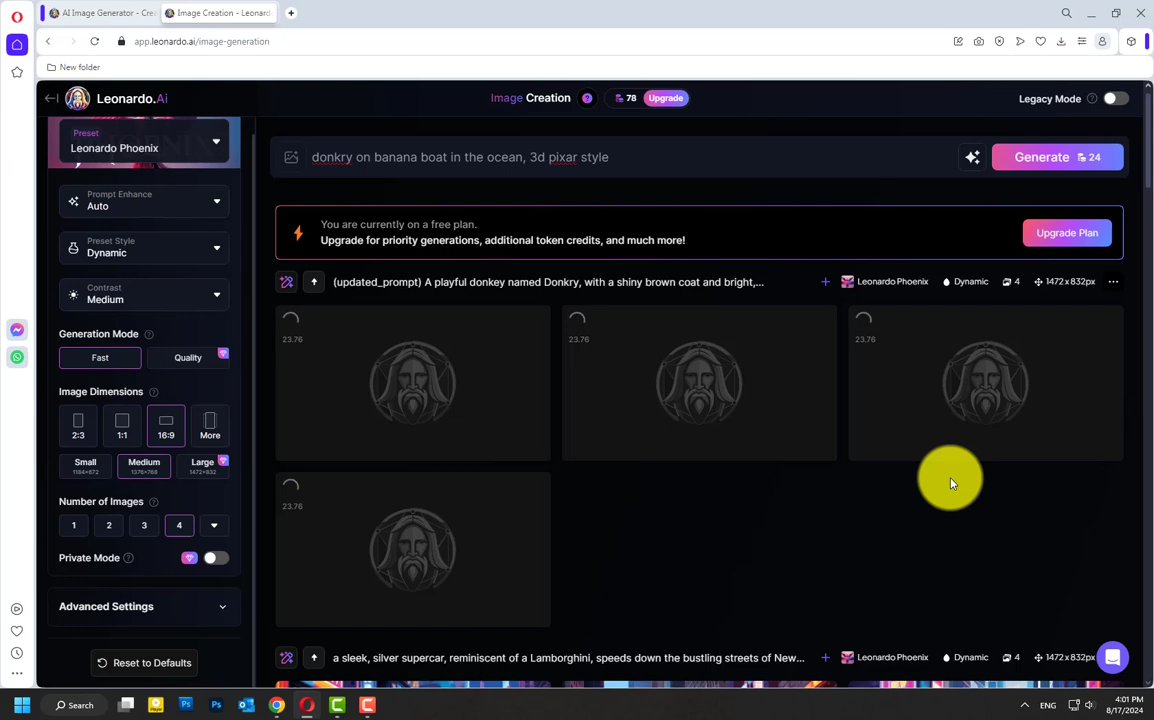 AI Image Generator - Cre
Image Creation - Leonard
app.leonardo.ai/image-generation
New folder
Leonardo.Ai
Image Creation ? 78 Upgrade
Legacy Mode ?
Preset
Leonardo Phoenix
donkry on banana boat in the ocean, 3d pixar style
Generate 24
Prompt Enhance
Auto
You are currently on a free plan.
Upgrade for priority generations, additional token credits, and much more!
Upgrade Plan
Preset Style
Dynamic
(updated_prompt) A playful donkey named Donkry, with a shiny brown coat and bright,...
Leonardo Phoenix Dynamic 4 1472x832px
Contrast
Medium
Generation Mode ?
Fast Quality
23.76 23.76 23.76
Image Dimensions ?
2:3 1:1 16:9 More
Small Medium Large
1184×672 1376×768 1472×832
Number of Images ?
1 2 3 4
23.76
Private Mode ?
Advanced Settings
Reset to Defaults
a sleek, silver supercar, reminiscent of a Lamborghini, speeds down the bustling streets of New...
Leonardo Phoenix Dynamic 4 1472x832px
Search
ENG
4:01 PM
8/17/2024